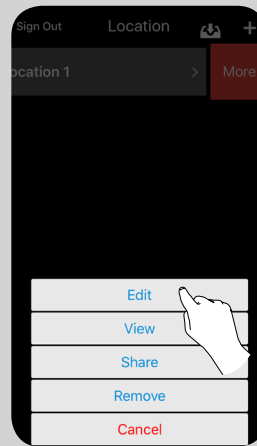 Sign Out Location +
ocation 1 > More
Edit
View
Share
Remove
Cancel